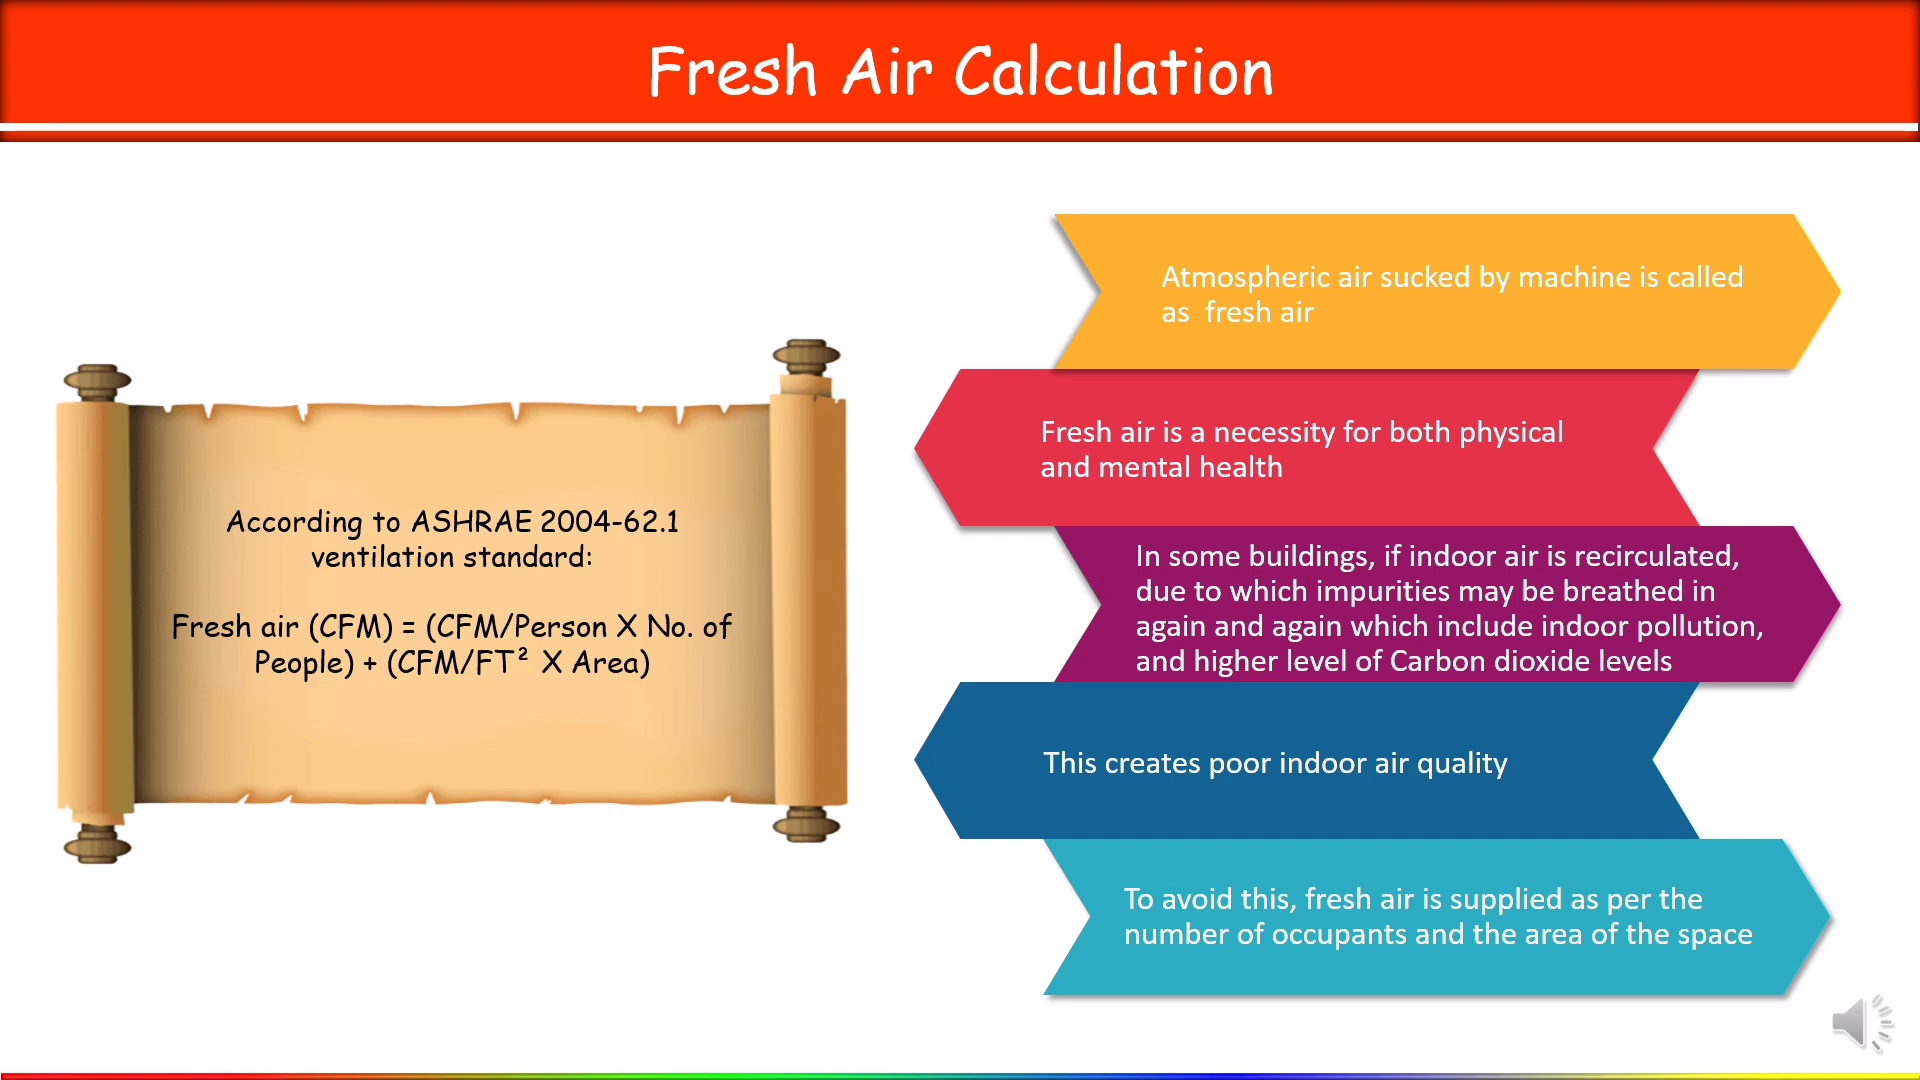 Fresh Air Calculation
According to ASHRAE 2004-62.1
ventilation standard:
Fresh air (CFM) = (CFM/Person X No. of
People) + (CFM/FT² X Area)
Atmospheric air sucked by machine is called
as  fresh air
Fresh air is a necessity for both physical
and mental health
In some buildings, if indoor air is recirculated,
due to which impurities may be breathed in
again and again which include indoor pollution,
and higher level of Carbon dioxide levels
This creates poor indoor air quality
To avoid this, fresh air is supplied as per the
number of occupants and the area of the space